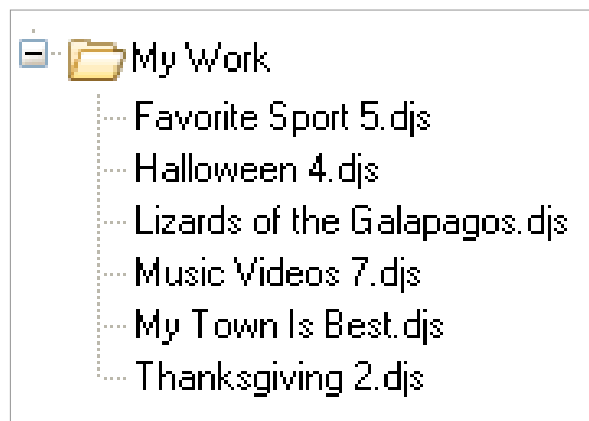 My Work
Favorite Sport 5.djs
Halloween 4.djs
Lizards of the Galapagos.djs
Music Videos 7.djs
My Town Is Best.djs
Thanksgiving 2.djs